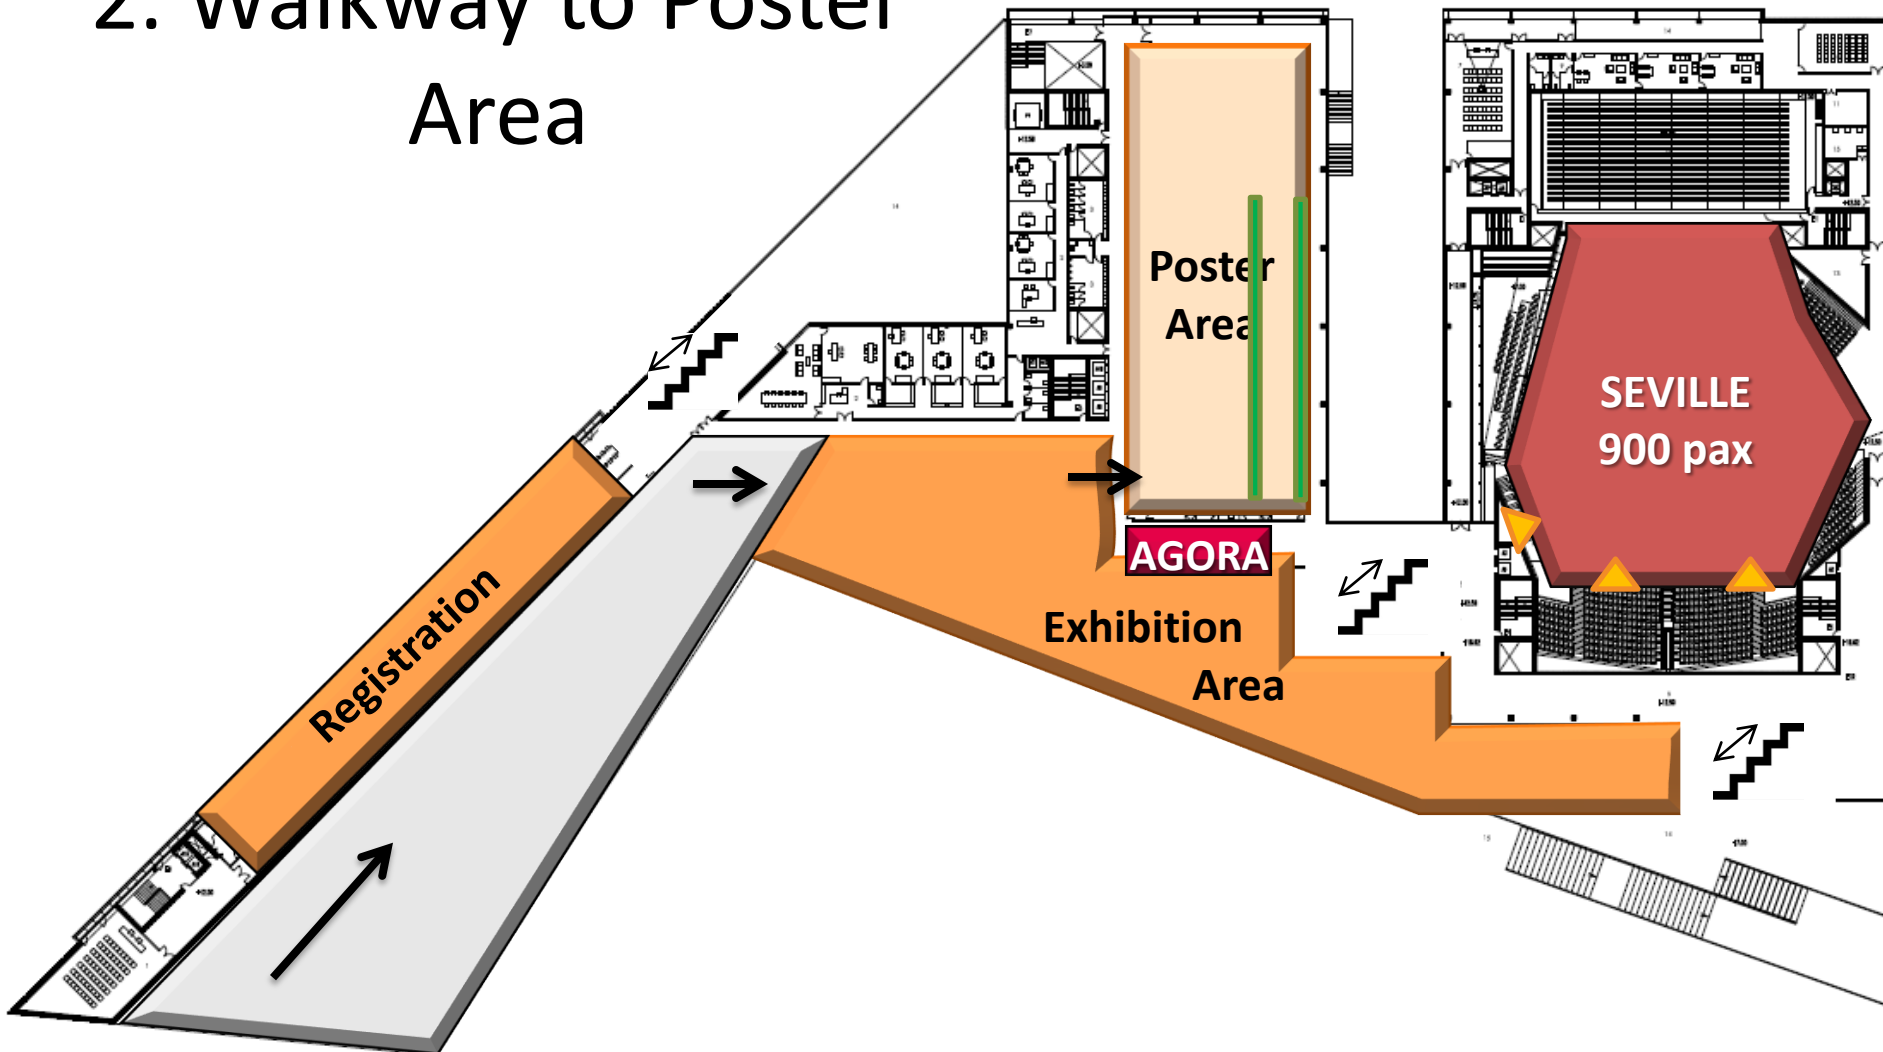 2. Walkway to Poster
Area
Poster
Area
SEVILLE
900 pax
AGORA
Registration
Exhibition
Area